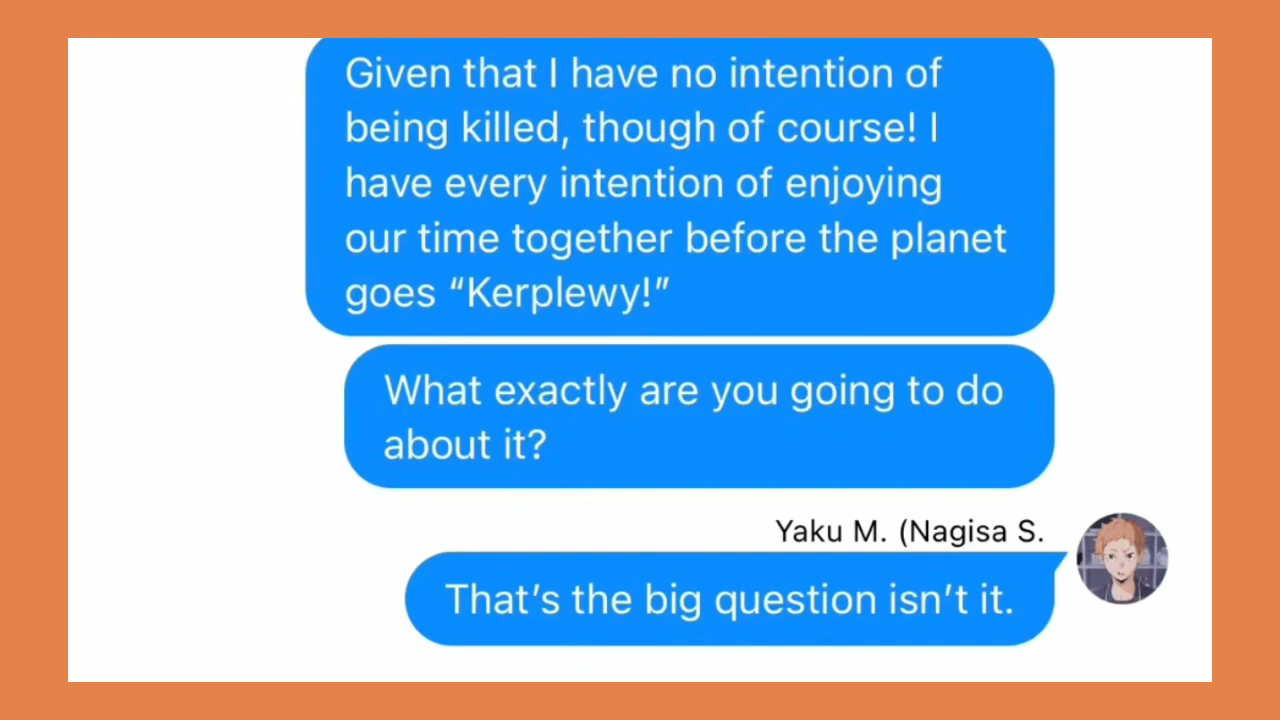 Given that I have no intention of
being killed, though of course! I
have every intention of enjoying
our time together before the planet
goes “Kerplewy!”
What exactly are you going to do
about it?
Yaku M. (Nagisa S.
That’s the big question isn’t it.